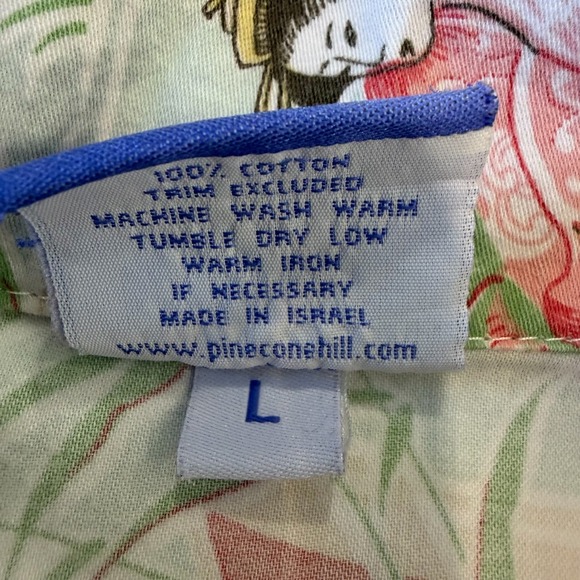 100% COTTON
TRIM EXCLUDED
MACHINE WASH WARM
TUMBLE DRY LOW
WARM IRON
IF NECESSARY
MADE IN ISRAEL
www.pineconehill.com
L